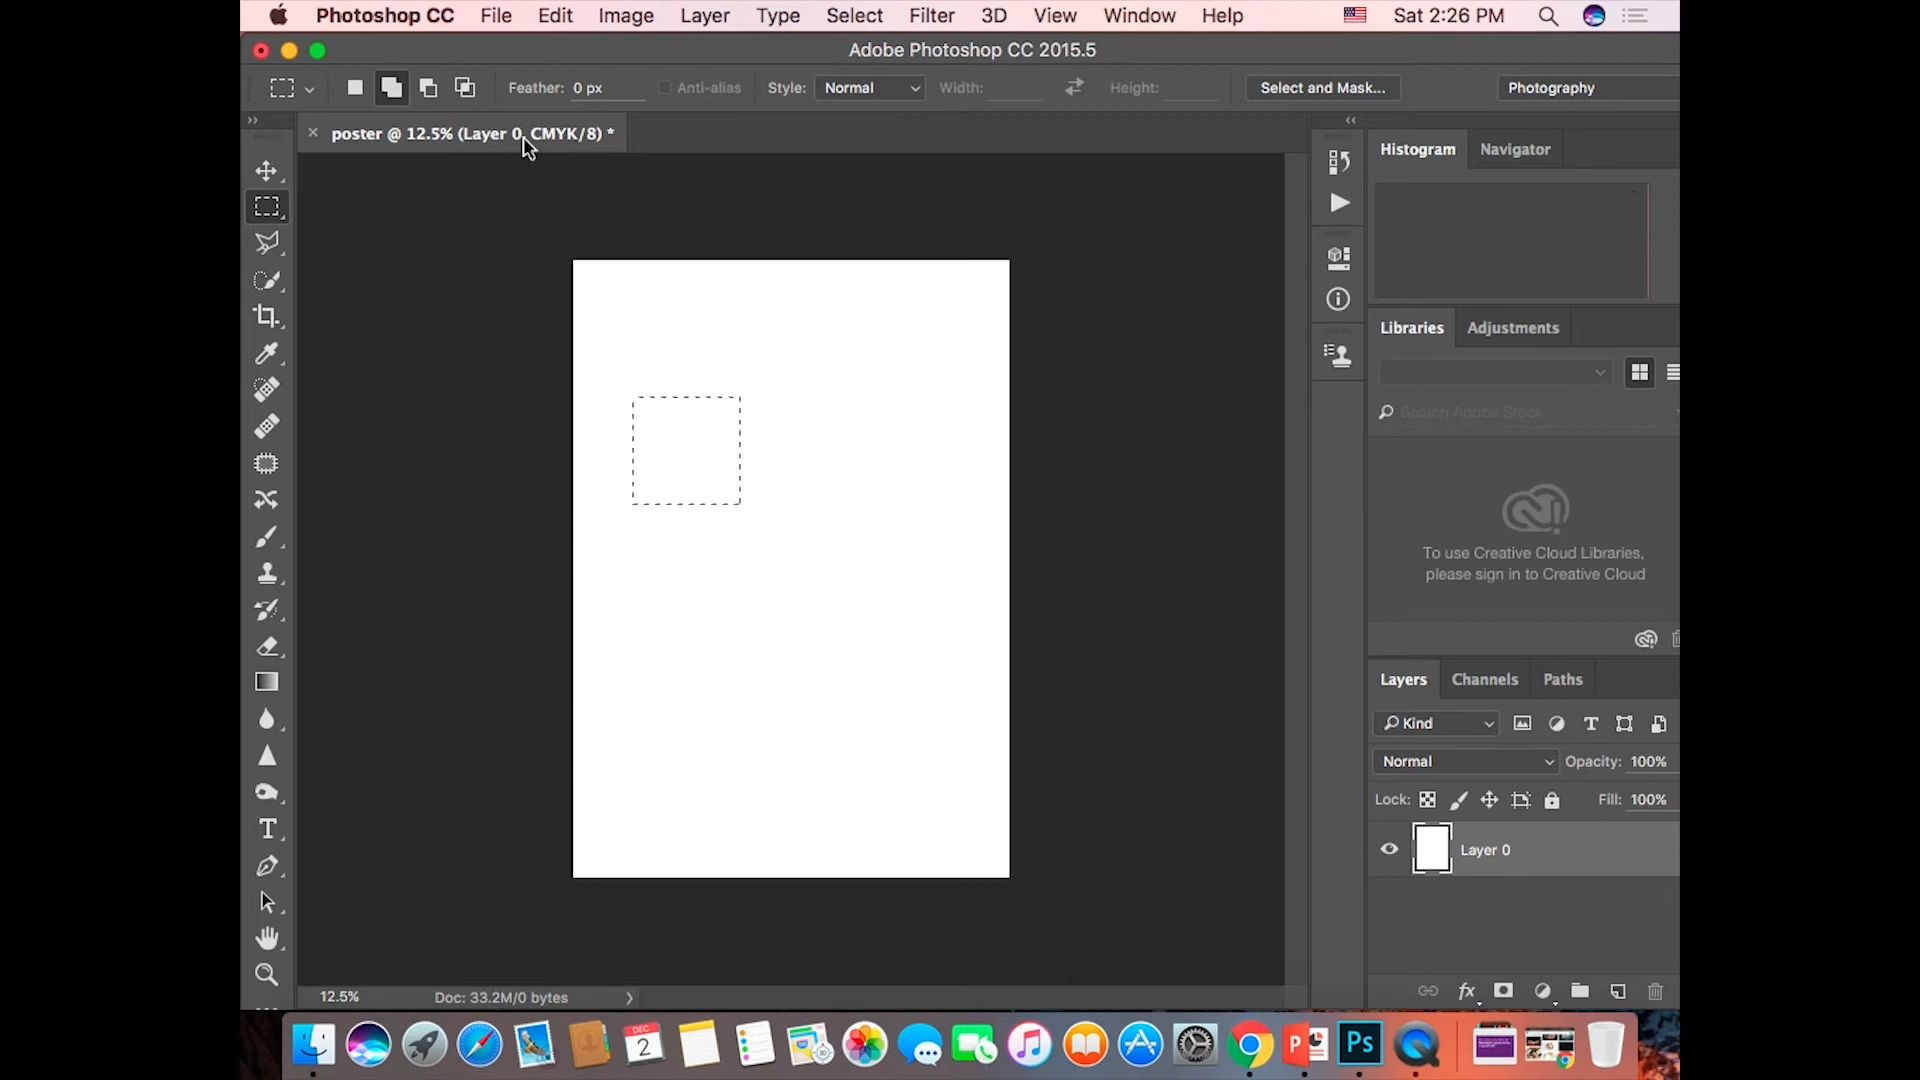 Photoshop CC File Edit Image Layer Type Select Filter 3D View Window Help Sat 2:26 PM
Adobe Photoshop CC 2015.5
Feather: 0 px Anti-alias Style: Normal Width: Height: Select and Mask... Photography
poster @ 12.5% (Layer 0, CMYK/8) *
Histogram Navigator
Libraries Adjustments
Search Adobe Stock
To use Creative Cloud Libraries,
please sign in to Creative Cloud
Layers Channels Paths
Kind
Normal Opacity: 100%
Lock: Fill: 100%
Layer 0
12.5% Doc: 33.2M/0 bytes
DEC
2
Ps